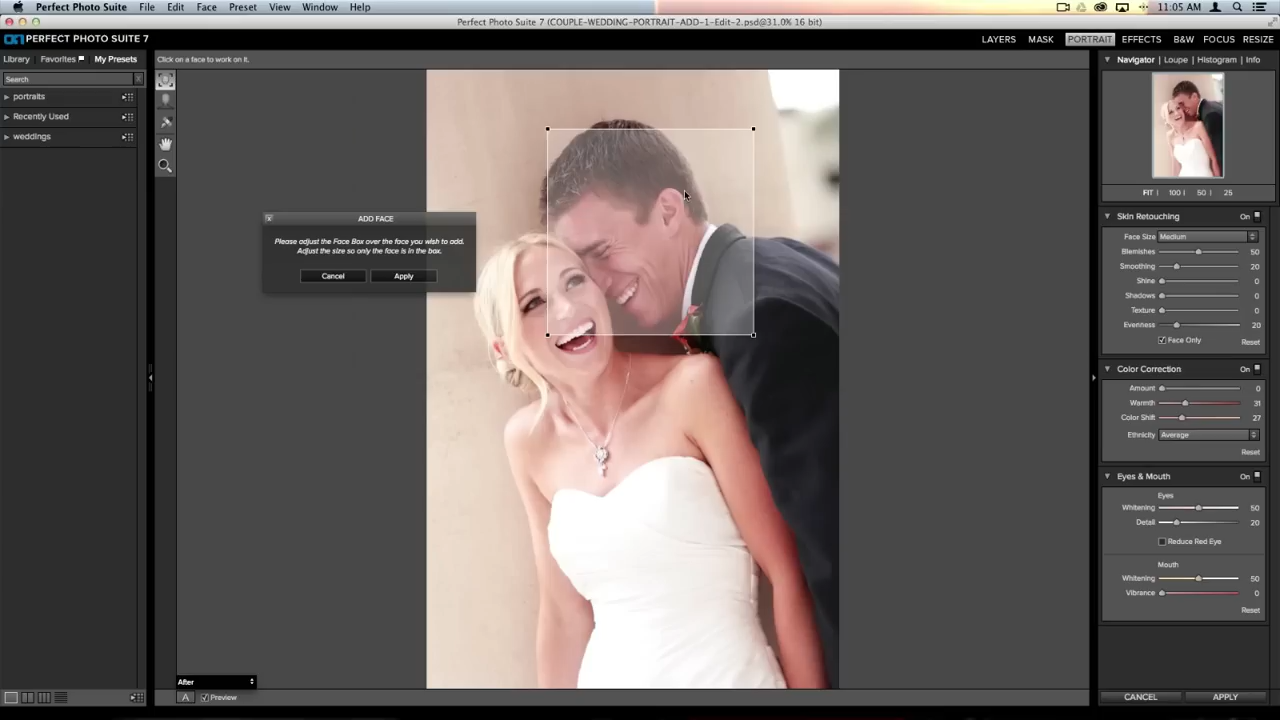 Perfect Photo Suite File Edit Face Preset View Window Help 11:05 AM
Perfect Photo Suite 7 (COUPLE-WEDDING-PORTRAIT-ADD-1-Edit-2.psd@31.0% 16 bit)
PERFECT PHOTO SUITE 7 LAYERS MASK PORTRAIT EFFECTS B&W FOCUS RESIZE
Library Favorites My Presets
Click on a face to work on it.
Navigator Loupe Histogram Info
Search
portraits
Recently Used
weddings
ADD FACE
Please adjust the Face Box over the face you wish to add.
Adjust the size so only the face is in the box.
Cancel Apply
FIT 100 50 25
Skin Retouching On
Face Size Medium
Blemishes 50
Smoothing 20
Shine 0
Shadows 0
Texture 0
Evenness 20
Face Only Reset
Color Correction On
Amount 0
Warmth 31
Color Shift 27
Ethnicity Average
Reset
Eyes & Mouth On
Eyes
Whitening 50
Detail 20
Reduce Red Eye
Mouth
Whitening 50
Vibrance 0
Reset
After
A Preview
CANCEL APPLY